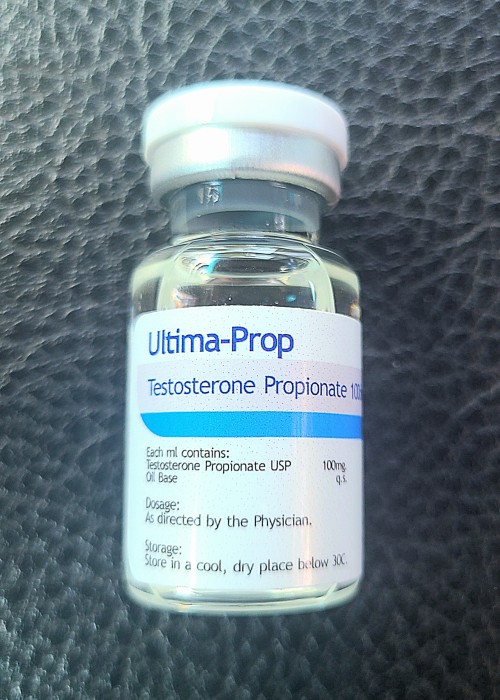 Ultima-Prop
Testosterone Propionate
Each ml contains:
Testosterone Propionate USP 100mg.
Oil Base q.s.
Dosage:
As directed by the Physician.
Storage:
Store in a cool, dry place below 30C.